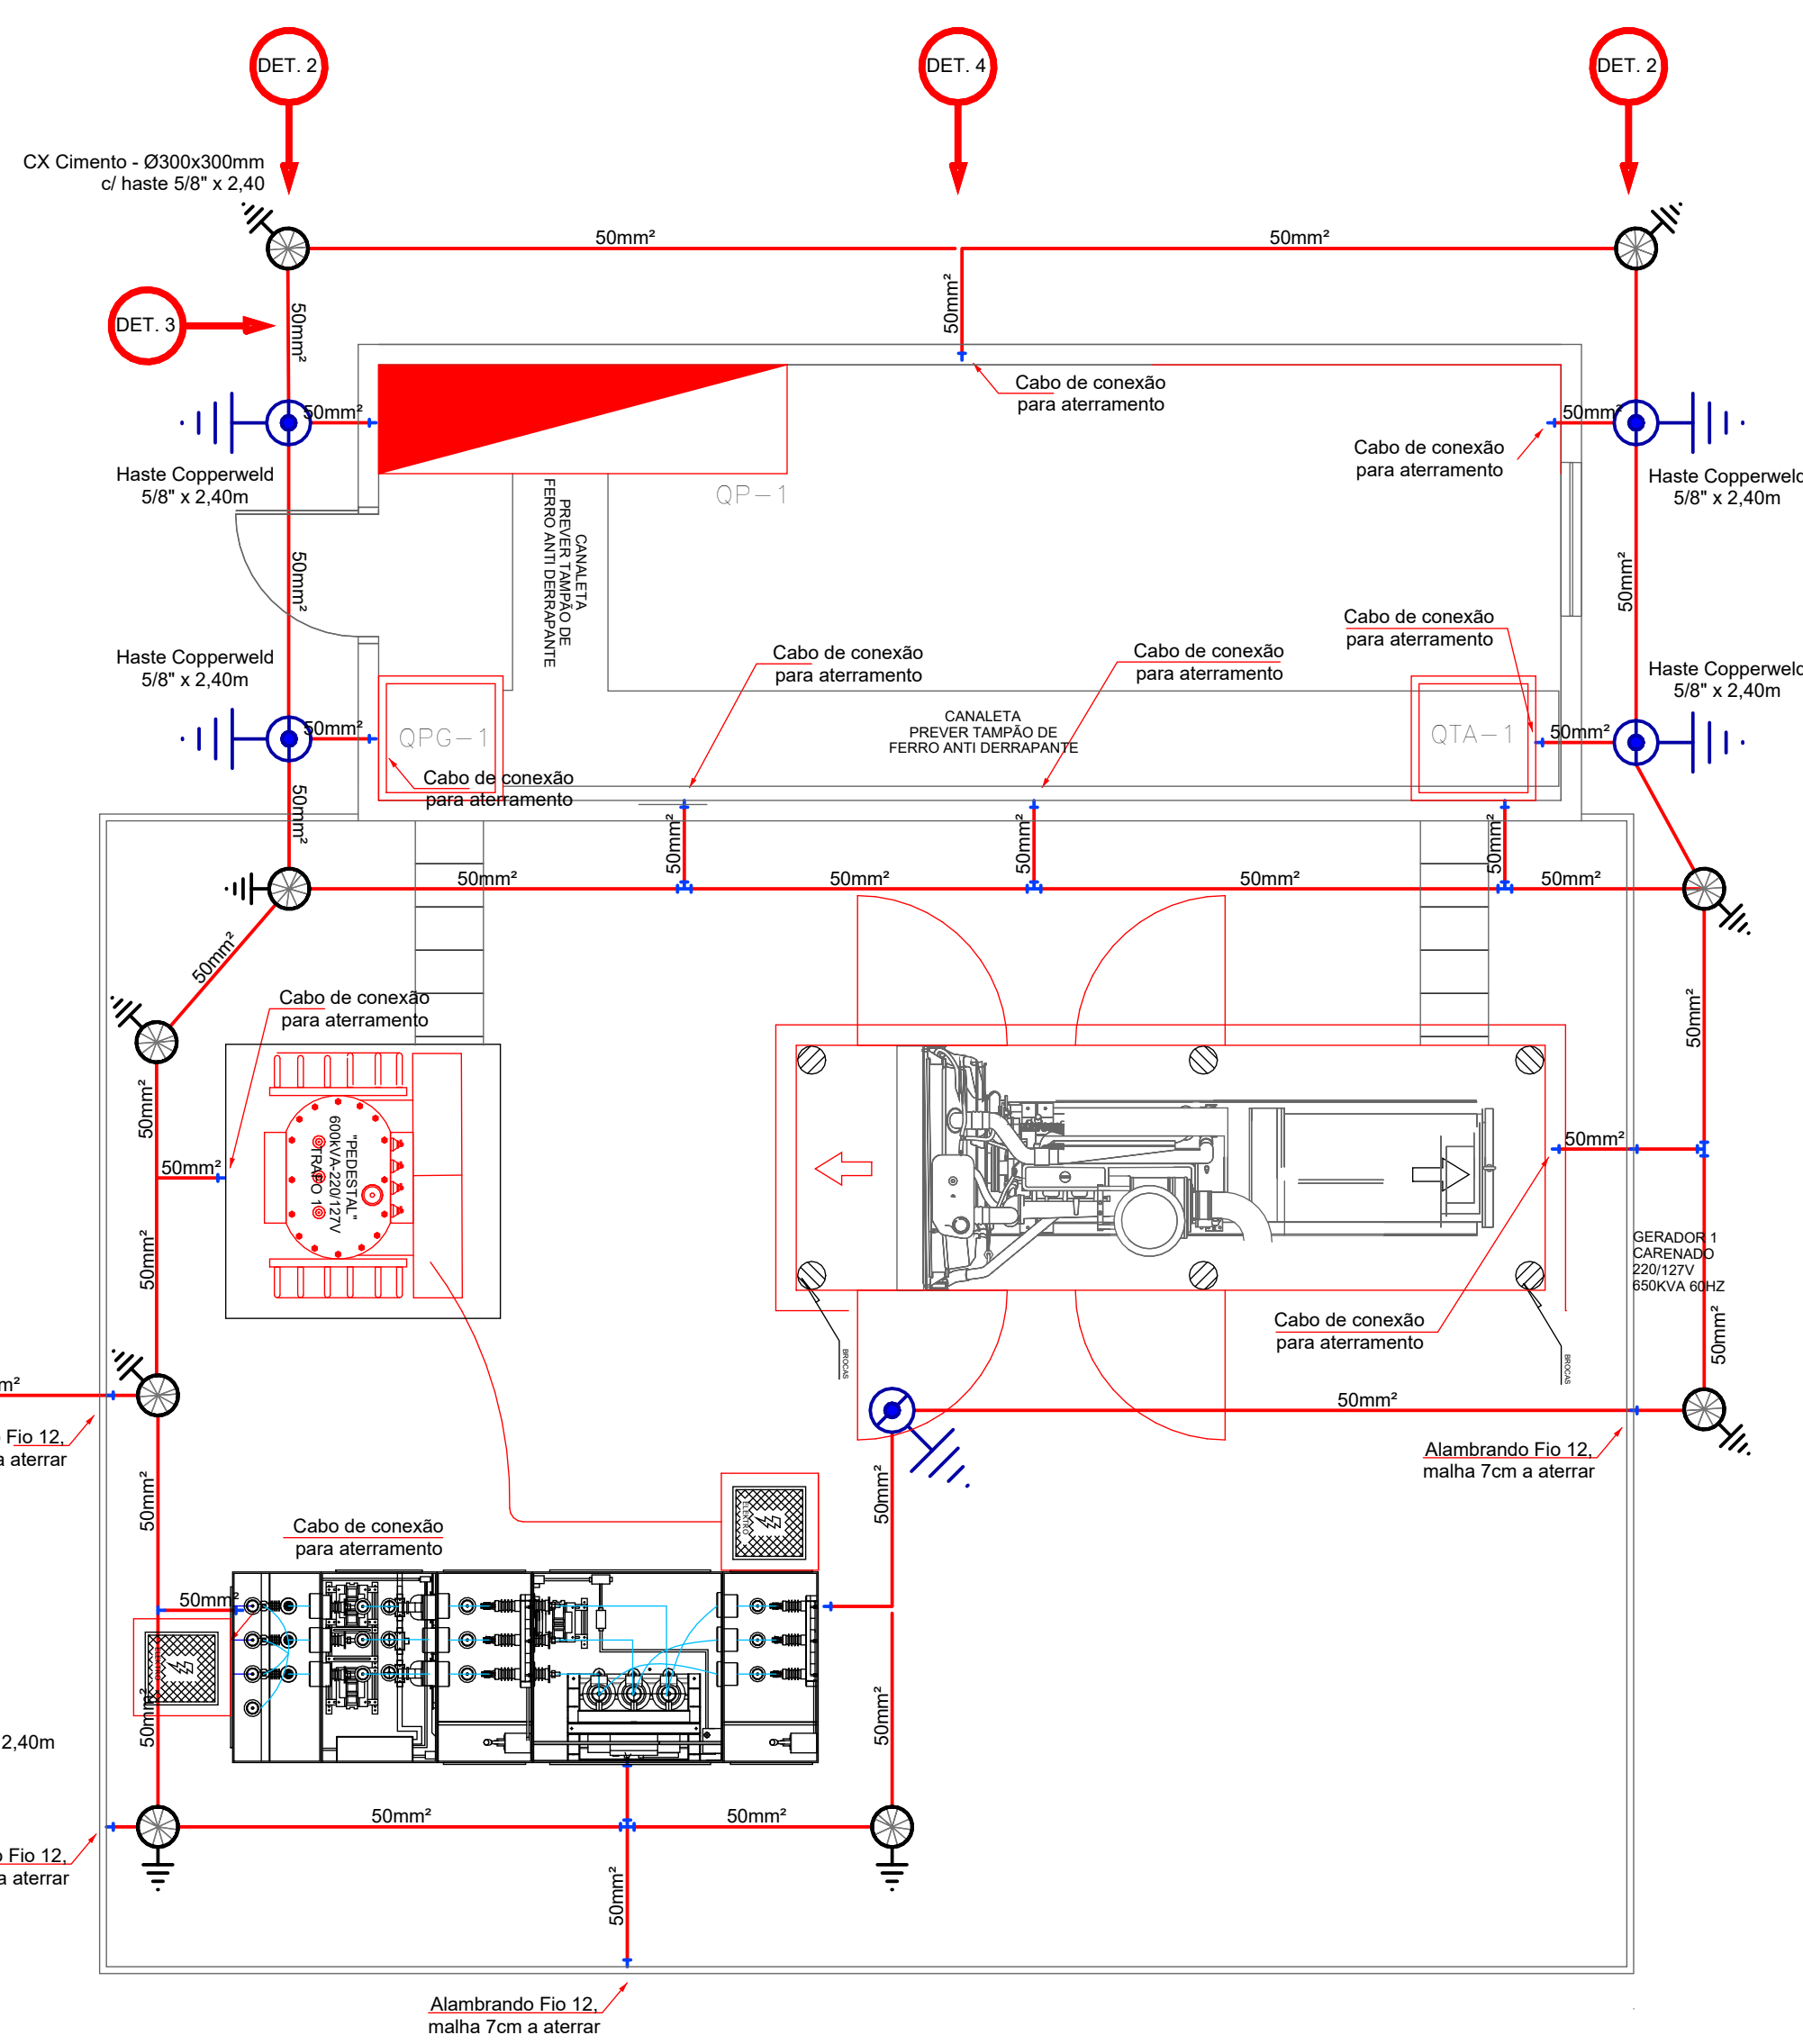 DET. 2
DET. 4
DET. 2
CX Cimento - Ø300x300mm
c/ haste 5/8" x 2,40
50mm²
50mm²
50mm²
50mm²
DET. 3
Cabo de conexão
para aterramento
50mm²
50mm²
Cabo de conexão
para aterramento
Haste Copperweld
5/8" x 2,40m
Haste Copperweld
5/8" x 2,40m
QP-1
CANALETA
PREVER TAMPÃO DE
FERRO ANTI DERRAPANTE
50mm²
50mm²
Cabo de conexão
para aterramento
Haste Copperweld
5/8" x 2,40m
Cabo de conexão
para aterramento
Cabo de conexão
para aterramento
Haste Copperweld
5/8" x 2,40m
50mm²
QPG-1
CANALETA
PREVER TAMPÃO DE
FERRO ANTI DERRAPANTE
QTA-1
50mm²
Cabo de conexão
para aterramento
50mm²
50mm²
50mm²
50mm²
50mm²
50mm²
50mm²
50mm²
50mm²
Cabo de conexão
para aterramento
50mm²
50mm²
50mm²
"PEDESTAL"
600KVA-220/127V
TRAFO 1
50mm²
50mm²
GERADOR 1
CARENADO
220/127V
650KVA 60HZ
Cabo de conexão
para aterramento
50mm²
BROCAS
BROCAS
m²
50mm²
Fio 12,
a aterrar
Alambrando Fio 12,
malha 7cm a aterrar
50mm²
50mm²
ELEKTRO
Cabo de conexão
para aterramento
50mm²
50mm²
50mm²
2,40m
50mm²
50mm²
o Fio 12,
a aterrar
50mm²
Alambrando Fio 12,
malha 7cm a aterrar